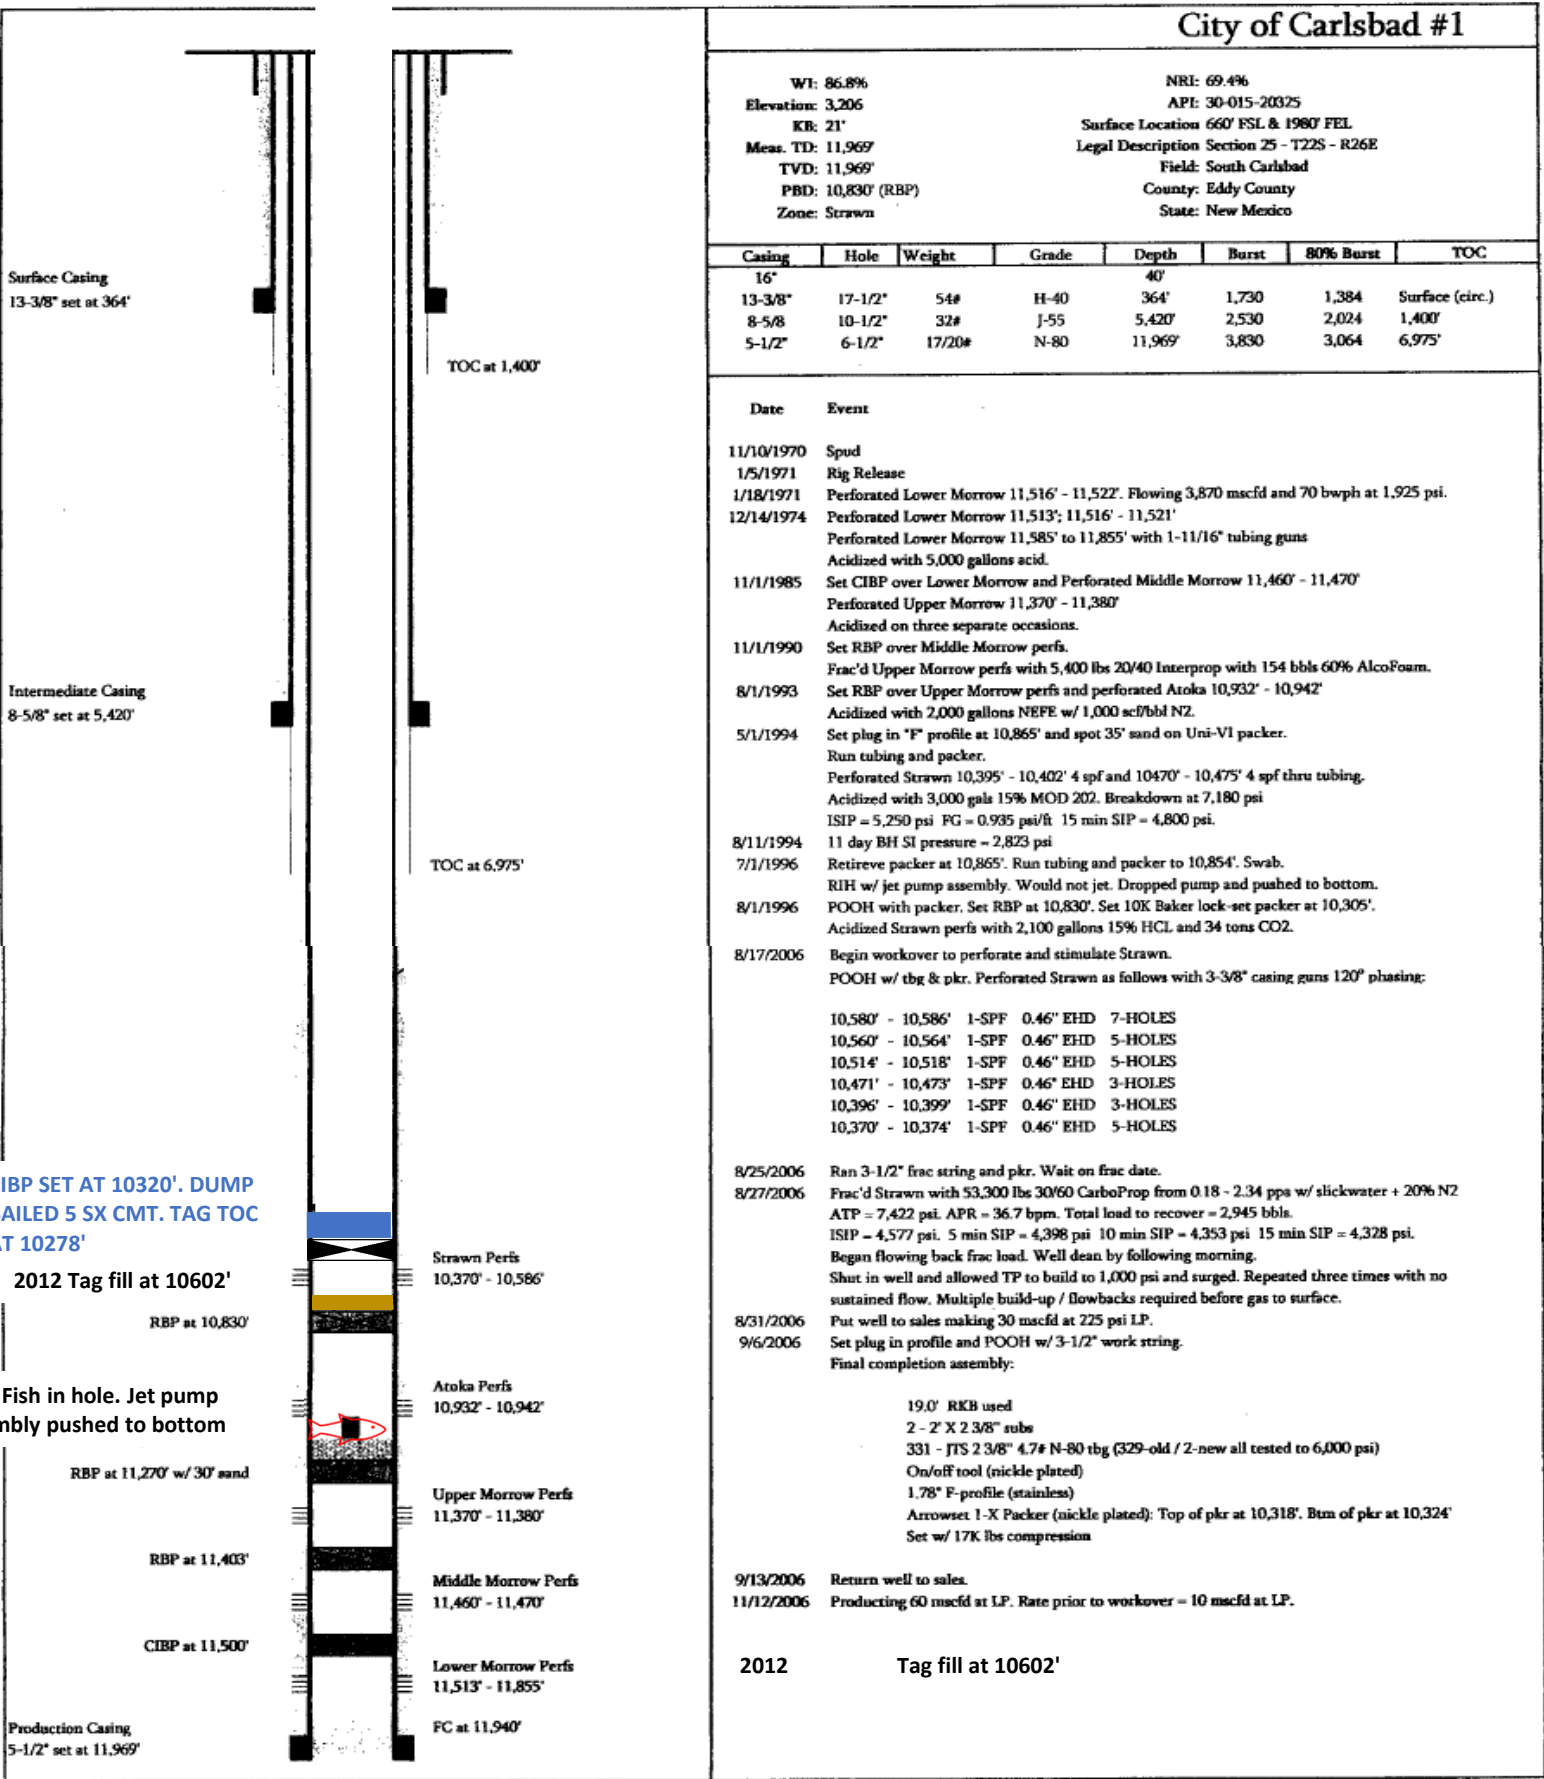 City of Carlsbad #1
WI: 86.8%
Elevation: 3,206
KB: 21'
Meas. TD: 11,969'
TVD: 11,969'
PBD: 10,830' (RBP)
Zone: Strawn
NRI: 69.4%
API: 30-015-20325
Surface Location 660' FSL & 1980' FEL
Legal Description Section 25 - T22S - R26E
Field: South Carlsbad
County: Eddy County
State: New Mexico
Casing Hole Weight Grade Depth Burst 80% Burst TOC
16" 40'
13-3/8" 17-1/2" 54# H-40 364' 1,730 1,384 Surface (circ.)
8-5/8 10-1/2" 32# J-55 5,420' 2,530 2,024 1,400'
5-1/2" 6-1/2" 17/20# N-80 11,969' 3,830 3,064 6,975'
Date Event
11/10/1970 Spud
1/5/1971 Rig Release
1/18/1971 Perforated Lower Morrow 11,516' - 11,522'. Flowing 3,870 mscfd and 70 bwph at 1,925 psi.
12/14/1974 Perforated Lower Morrow 11,513'; 11,516' - 11,521'
Perforated Lower Morrow 11,585' to 11,855' with 1-11/16" tubing guns
Acidized with 5,000 gallons acid.
11/1/1985 Set CIBP over Lower Morrow and Perforated Middle Morrow 11,460' - 11,470'
Perforated Upper Morrow 11,370' - 11,380'
Acidized on three separate occasions.
11/1/1990 Set RBP over Middle Morrow perfs.
Frac'd Upper Morrow perfs with 5,400 lbs 20/40 Interprop with 154 bbls 60% AlcoFoam.
8/1/1993 Set RBP over Upper Morrow perfs and perforated Atoka 10,932' - 10,942'
Acidized with 2,000 gallons NEFE w/ 1,000 scf/bbl N2.
5/1/1994 Set plug in "F" profile at 10,865' and spot 35' sand on Uni-VI packer.
Run tubing and packer.
Perforated Strawn 10,395' - 10,402' 4 spf and 10470' - 10,475' 4 spf thru tubing.
Acidized with 3,000 gals 15% MOD 202. Breakdown at 7,180 psi
ISIP = 5,250 psi FG = 0.935 psi/ft 15 min SIP = 4,800 psi.
8/11/1994 11 day BH SI pressure = 2,823 psi
7/1/1996 Retireve packer at 10,865'. Run tubing and packer to 10,854'. Swab.
RIH w/ jet pump assembly. Would not jet. Dropped pump and pushed to bottom.
8/1/1996 POOH with packer. Set RBP at 10,830'. Set 10K Baker lock-set packer at 10,305'.
Acidized Strawn perfs with 2,100 gallons 15% HCL and 34 tons CO2.
8/17/2006 Begin workover to perforate and stimulate Strawn.
POOH w/ tbg & pkr. Perforated Strawn as follows with 3-3/8" casing guns 120° phasing:
10,580' - 10,586' 1-SPF 0.46" EHD 7-HOLES
10,560' - 10,564' 1-SPF 0.46" EHD 5-HOLES
10,514' - 10,518' 1-SPF 0.46" EHD 5-HOLES
10,471' - 10,473' 1-SPF 0.46" EHD 3-HOLES
10,396' - 10,399' 1-SPF 0.46" EHD 3-HOLES
10,370' - 10,374' 1-SPF 0.46" EHD 5-HOLES
8/25/2006 Ran 3-1/2" frac string and pkr. Wait on frac date.
8/27/2006 Frac'd Strawn with 53,300 lbs 30/60 CarboProp from 0.18 - 2.34 ppa w/ slickwater + 20% N2
ATP = 7,422 psi. APR = 36.7 bpm. Total load to recover = 2,945 bbls.
ISIP = 4,577 psi. 5 min SIP = 4,398 psi 10 min SIP = 4,353 psi 15 min SIP = 4,328 psi.
Began flowing back frac load. Well dean by following morning.
Shut in well and allowed TP to build to 1,000 psi and surged. Repeated three times with no
sustained flow. Multiple build-up / flowbacks required before gas to surface.
8/31/2006 Put well to sales making 30 mscfd at 225 psi LP.
9/6/2006 Set plug in profile and POOH w/ 3-1/2" work string.
Final completion assembly:
19.0' RKB used
2 - 2' X 2 3/8" subs
331 - JTS 2 3/8" 4.7# N-80 tbg (329-old / 2-new all tested to 6,000 psi)
On/off tool (nickle plated)
1.78" F-profile (stainless)
Arrowset 1-X Packer (nickle plated): Top of pkr at 10,318'. Btm of pkr at 10,324'
Set w/ 17K lbs compression
9/13/2006 Return well to sales.
11/12/2006 Producting 60 mscfd at LP. Rate prior to workover = 10 mscfd at LP.
2012 Tag fill at 10602'
Surface Casing
13-3/8" set at 364'
TOC at 1,400'
Intermediate Casing
8-5/8" set at 5,420'
TOC at 6,975'
IBP SET AT 10320'. DUMP
AILED 5 SX CMT. TAG TOC
AT 10278'
Strawn Perfs
10,370' - 10,586'
2012 Tag fill at 10602'
RBP at 10,830'
Atoka Perfs
10,932' - 10,942'
Fish in hole. Jet pump
mbly pushed to bottom
RBP at 11,270' w/ 30' sand
Upper Morrow Perfs
11,370' - 11,380'
RBP at 11,403'
Middle Morrow Perfs
11,460' - 11,470'
CIBP at 11,500'
Lower Morrow Perfs
11,513' - 11,855'
FC at 11,940'
Production Casing
5-1/2" set at 11,969'